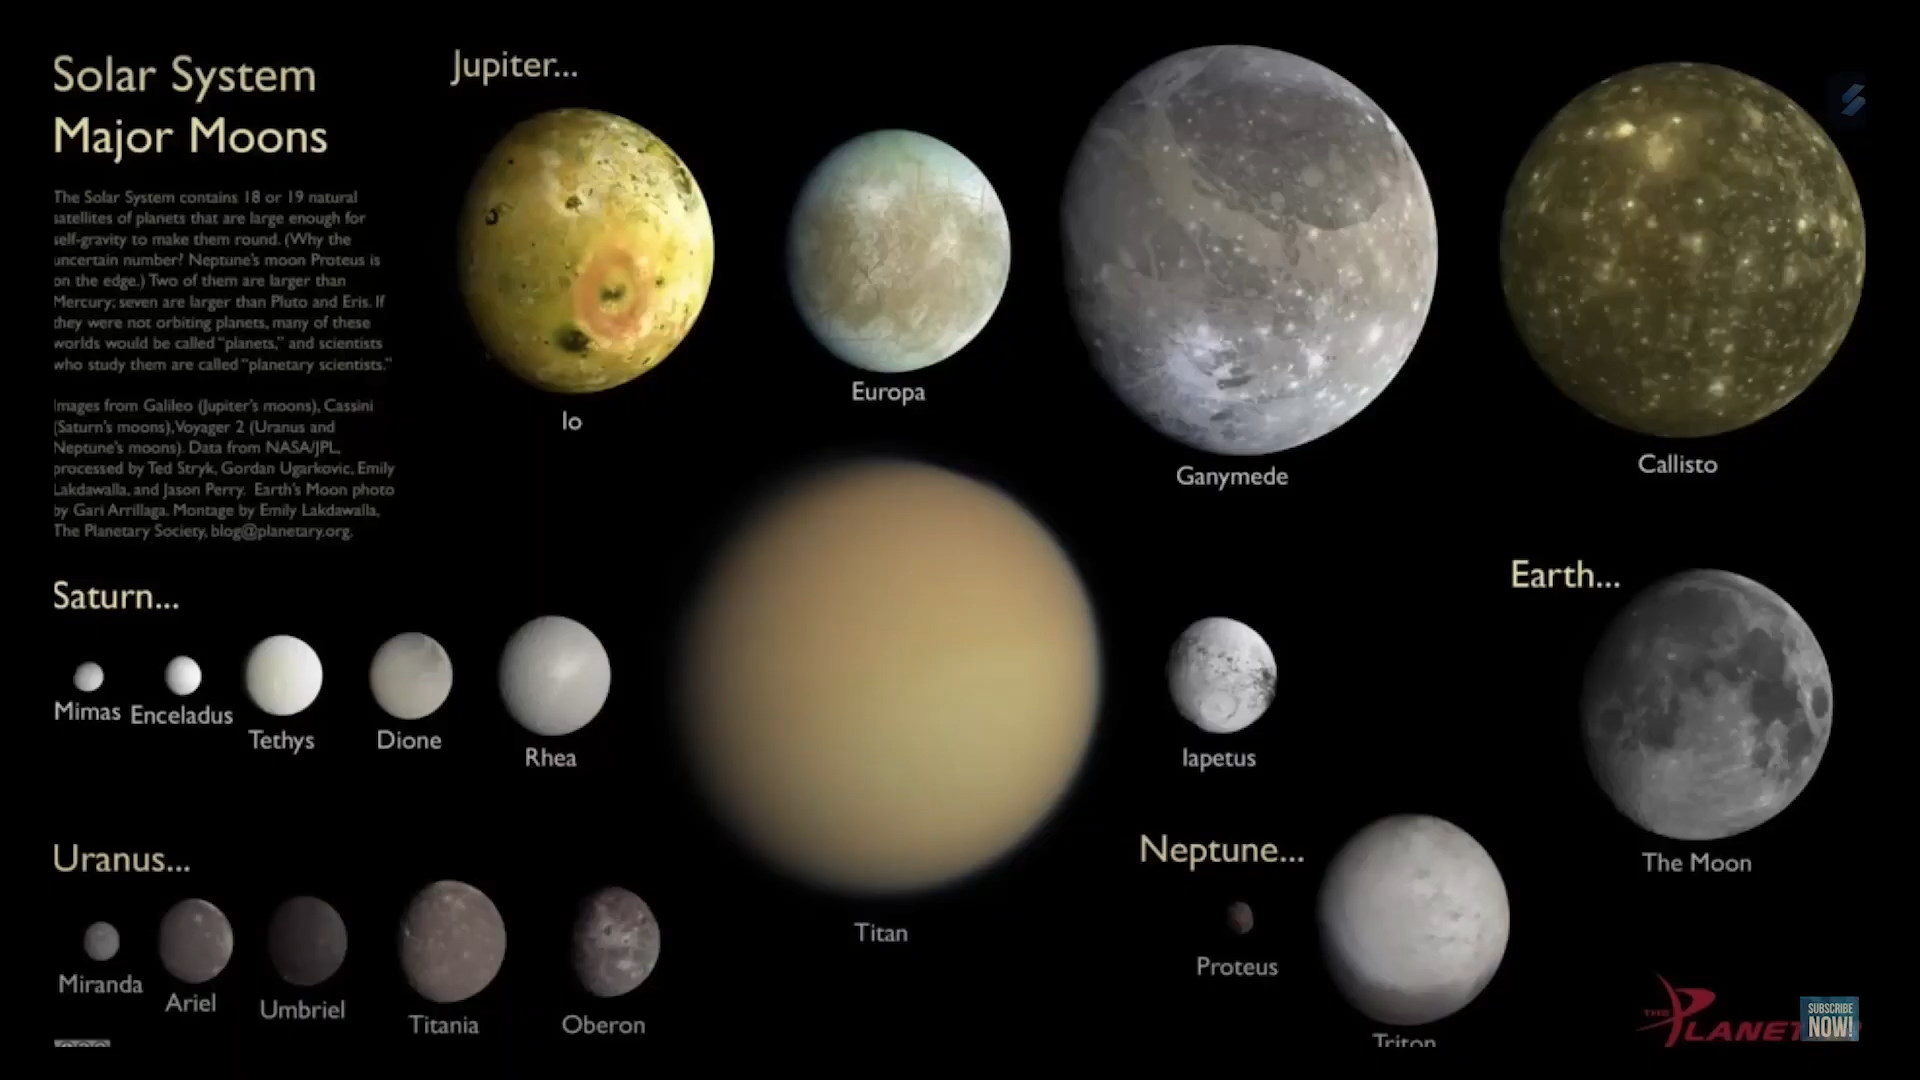 Solar System
Major Moons
The Solar System contains 18 or 19 natural
satellites of planets that are large enough for
self-gravity to make them round. (Why the
uncertain number? Neptune's moon Proteus is
on the edge.) Two of them are larger than
Mercury; seven are larger than Pluto and Eris. If
they were not orbiting planets, many of these
worlds would be called "planets," and scientists
who study them are called "planetary scientists."
Images from Galileo (Jupiter's moons), Cassini
(Saturn's moons), Voyager 2 (Uranus and
Neptune's moons). Data from NASA/JPL,
processed by Ted Stryk, Gordan Ugarkovic, Emily
Lakdawalla, and Jason Perry. Earth's Moon photo
by Gari Arrillaga. Montage by Emily Lakdawalla,
The Planetary Society, blog@planetary.org.
Jupiter...
Io
Europa
Ganymede
Callisto
Saturn...
Mimas
Enceladus
Tethys
Dione
Rhea
Titan
Iapetus
Earth...
The Moon
Uranus...
Miranda
Ariel
Umbriel
Titania
Oberon
Neptune...
Proteus
Triton
THE
PLANET
SUBSCRIBE
NOW!